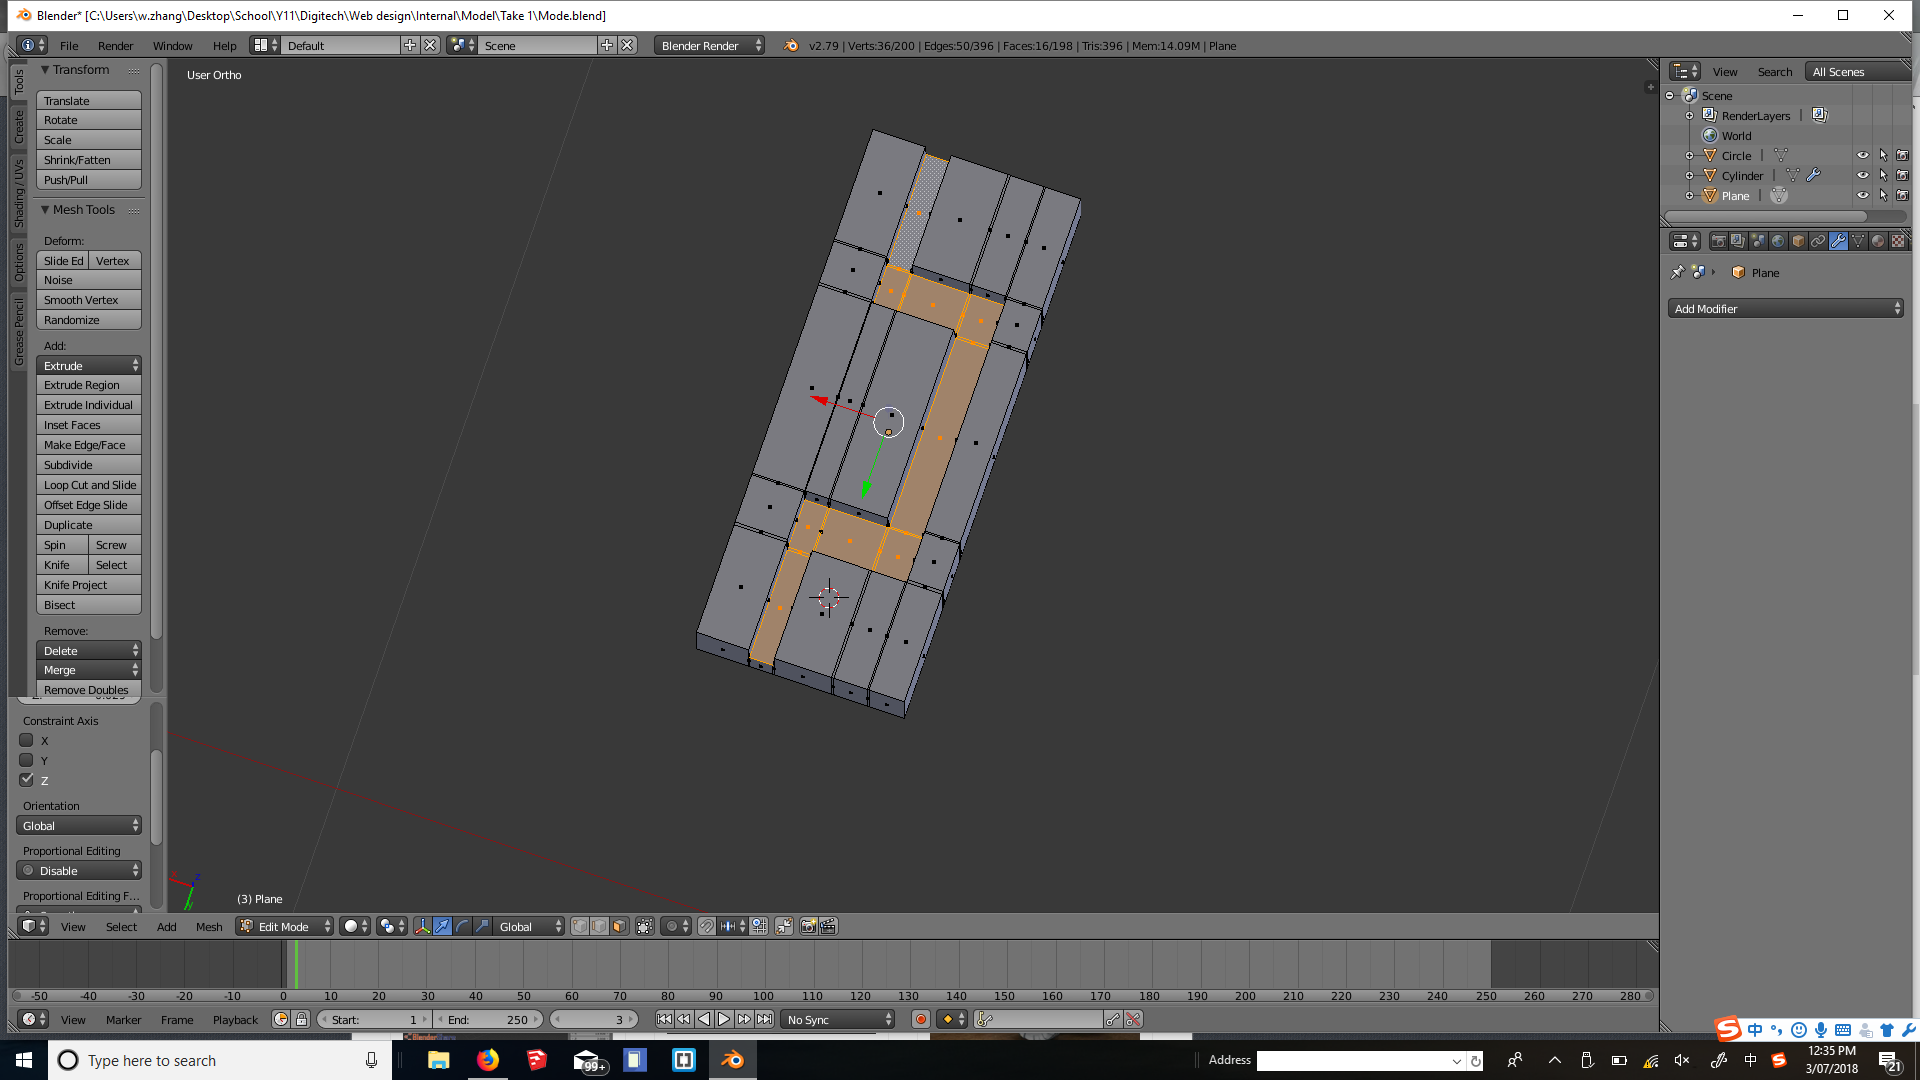 Blender* [C:\Users\w.zhang\Desktop\School\Y11\Digitech\Web design\Internal\Model\Take 1\Mode.blend]
File Render Window Help Default Scene Blender Render v2.79 | Verts:36/200 | Edges:50/396 | Faces:16/198 | Tris:396 | Mem:14.09M | Plane
Tools
Create
Shading / UVs
Options
Grease Pencil
Transform
Translate
Rotate
Scale
Shrink/Fatten
Push/Pull
Mesh Tools
Deform:
Slide Ed Vertex
Noise
Smooth Vertex
Randomize
Add:
Extrude
Extrude Region
Extrude Individual
Inset Faces
Make Edge/Face
Subdivide
Loop Cut and Slide
Offset Edge Slide
Duplicate
Spin Screw
Knife Select
Knife Project
Bisect
Remove:
Delete
Merge
Remove Doubles
Constraint Axis
X
Y
Z
Orientation
Global
Proportional Editing
Disable
Proportional Editing F...
User Ortho
(3) Plane
View Search All Scenes
Scene
RenderLayers
World
Circle
Cylinder
Plane
Plane
Add Modifier
View Select Add Mesh Edit Mode Global
-50 -40 -30 -20 -10 0 10 20 30 40 50 60 70 80 90 100 110 120 130 140 150 160 170 180 190 200 210 220 230 240 250 260 270 280
View Marker Frame Playback Start: 1 End: 250 3 No Sync
中
Type here to search
99+
Address
中
12:35 PM
3/07/2018
21